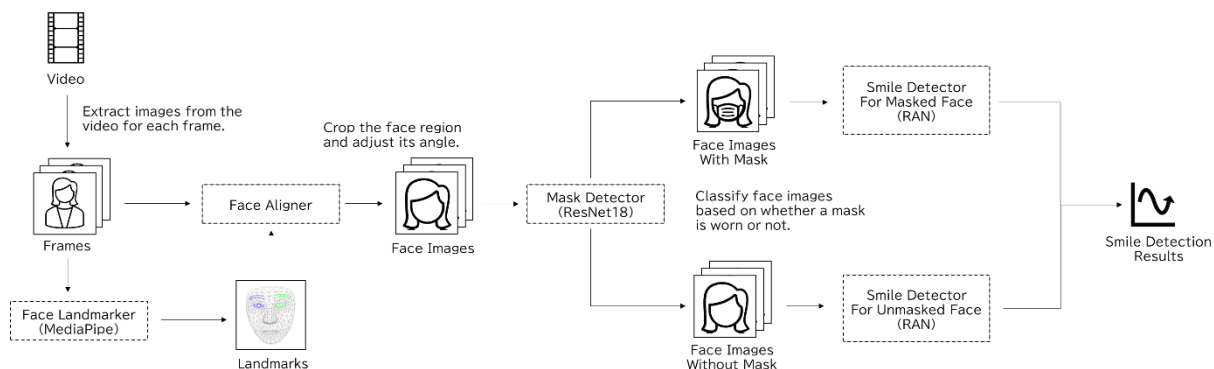 Video
Extract images from the
video for each frame.
Frames
Face Landmarker
(MediaPipe)
Landmarks
Face Aligner
Crop the face region
and adjust its angle.
Face Images
Mask Detector
(ResNet18)
Face Images
With Mask
Classify face images
based on whether a mask
is worn or not.
Face Images
Without Mask
Smile Detector
For Masked Face
(RAN)
Smile Detector
For Unmasked Face
(RAN)
Smile Detection
Results